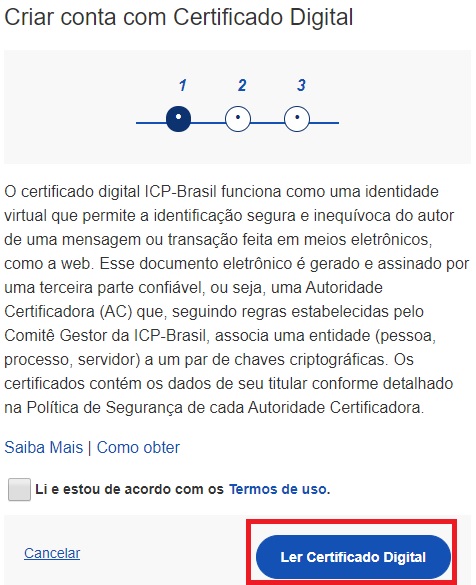 Criar conta com Certificado Digital
1 2 3
O certificado digital ICP-Brasil funciona como uma identidade
virtual que permite a identificação segura e inequívoca do autor
de uma mensagem ou transação feita em meios eletrônicos,
como a web. Esse documento eletrônico é gerado e assinado por
uma terceira parte confiável, ou seja, uma Autoridade
Certificadora (AC) que, seguindo regras estabelecidas pelo
Comitê Gestor da ICP-Brasil, associa uma entidade (pessoa,
processo, servidor) a um par de chaves criptográficas. Os
certificados contém os dados de seu titular conforme detalhado
na Política de Segurança de cada Autoridade Certificadora.
Saiba Mais | Como obter
Li e estou de acordo com os Termos de uso.
Cancelar Ler Certificado Digital